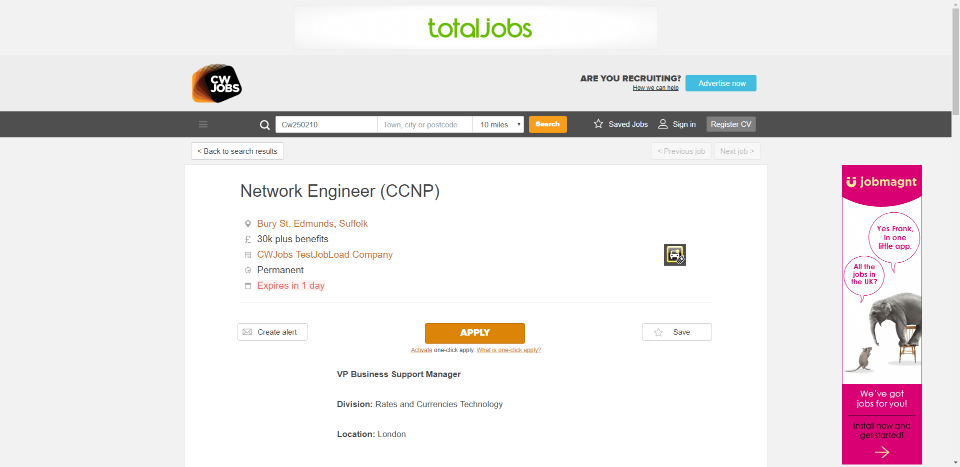 totaljobs
CW
JOBS
ARE YOU RECRUITING?
How we can help
Advertise now
Cw250210
Town, city or postcode
10 miles
Search
Saved Jobs
Sign in
Register CV
< Back to search results
< Previous job
Next job >
Network Engineer (CCNP)
Bury St. Edmunds, Suffolk
30k plus benefits
CWJobs TestJobLoad Company
Permanent
Expires in 1 day
Create alert
APPLY
Save
Activate one-click apply. What is one-click apply?
VP Business Support Manager
Division: Rates and Currencies Technology
Location: London
jobmagnt
Yes Frank,
in one
little app.
All the
jobs in
the UK?
We've got
jobs for you!
Install now and
get started!